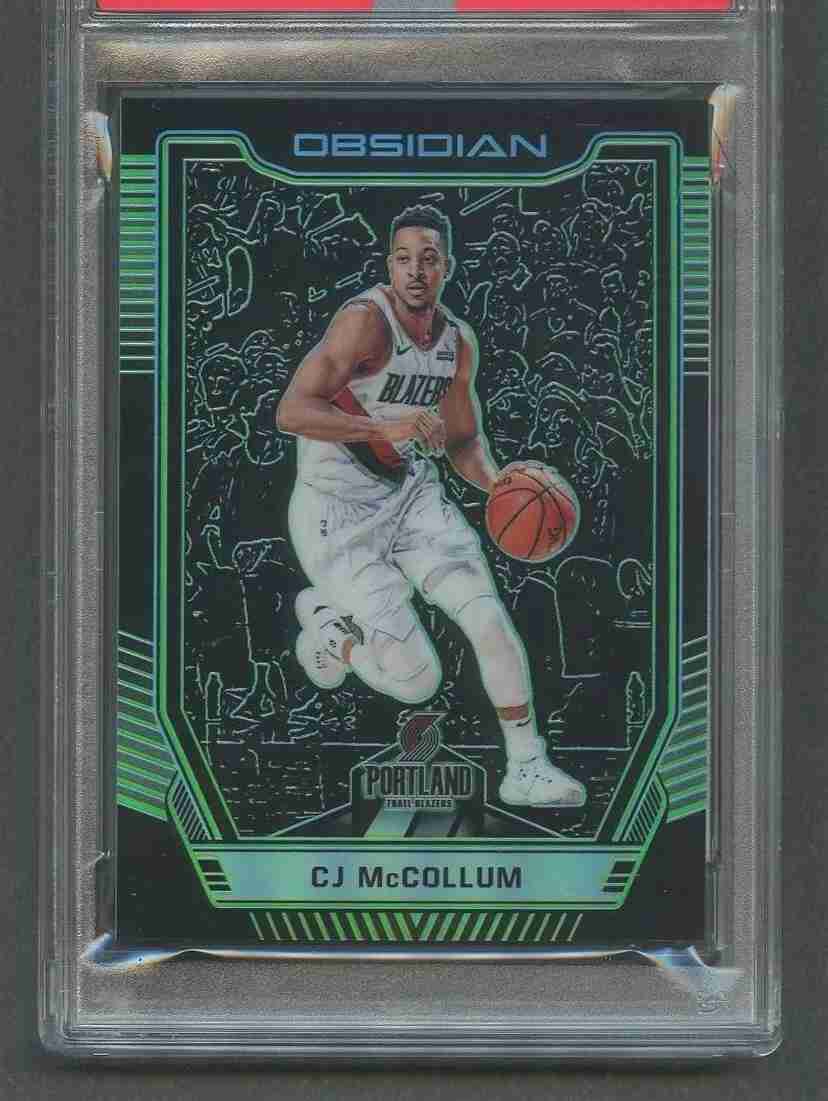 OBSIDIAN
BLAZERS
PORTLAND
TRAIL BLAZERS
CJ McCOLLUM